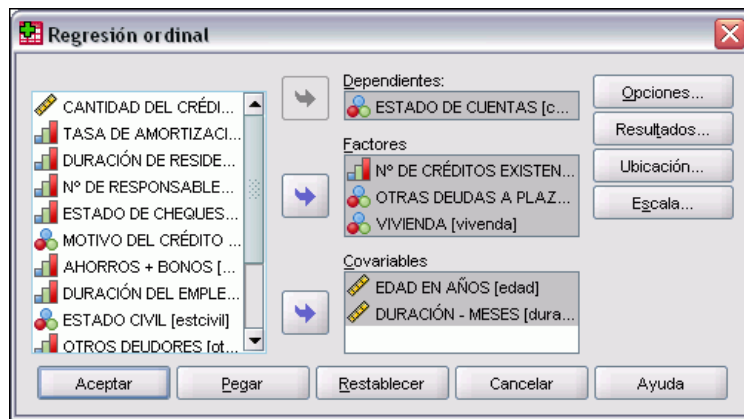 Regresión ordinal
CANTIDAD DEL CRÉDI...
TASA DE AMORTIZACI...
DURACIÓN DE RESIDE...
Nº DE RESPONSABLE...
ESTADO DE CHEQUES...
MOTIVO DEL CRÉDITO ...
AHORROS + BONOS [...
DURACIÓN DEL EMPLE...
ESTADO CIVIL [estcivil]
OTROS DEUDORES [ot...
Dependientes:
ESTADO DE CUENTAS [c...
Factores
Nº DE CRÉDITOS EXISTEN...
OTRAS DEUDAS A PLAZ...
VIVIENDA [vivenda]
Covariables
EDAD EN AÑOS [edad]
DURACIÓN - MESES [dura...
Opciones...
Resultados...
Ubicación...
Escala...
Aceptar
Pegar
Restablecer
Cancelar
Ayuda